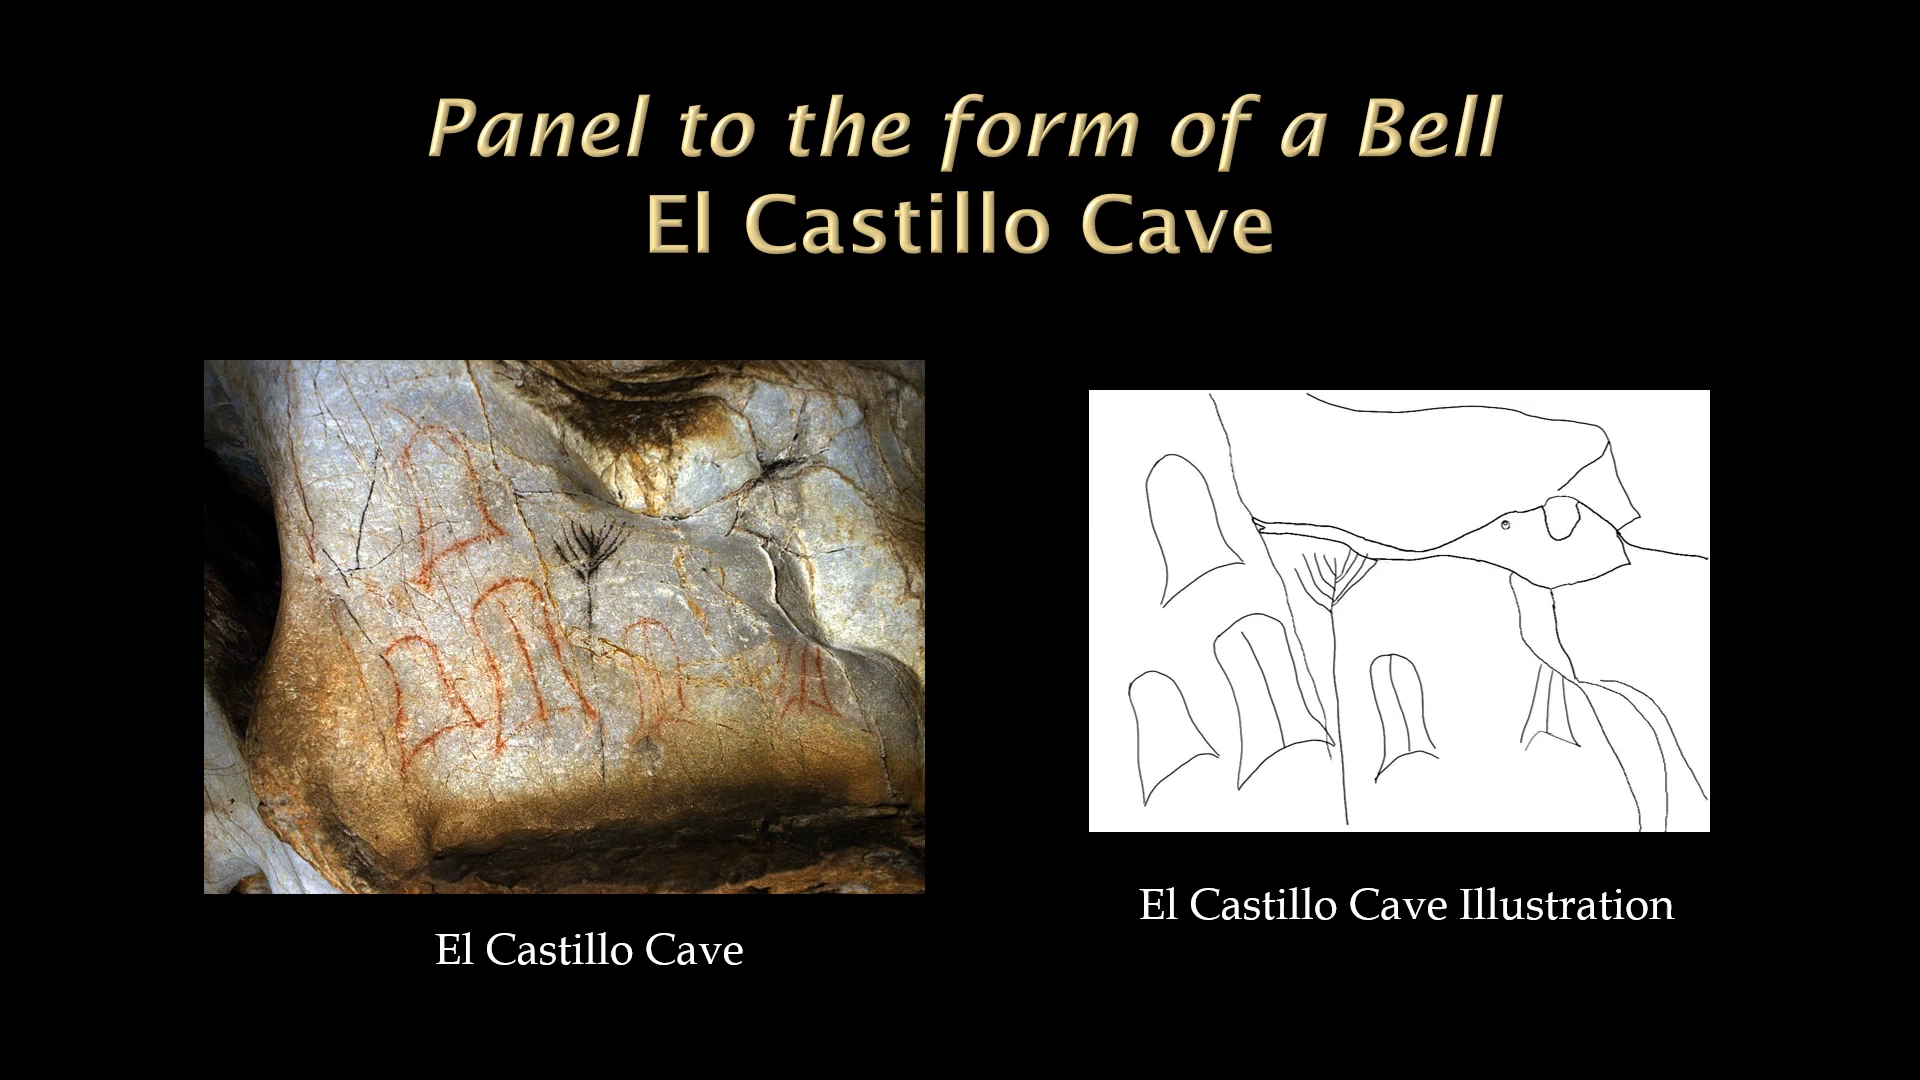 Panel to the form of a Bell
El Castillo Cave
El Castillo Cave
El Castillo Cave Illustration